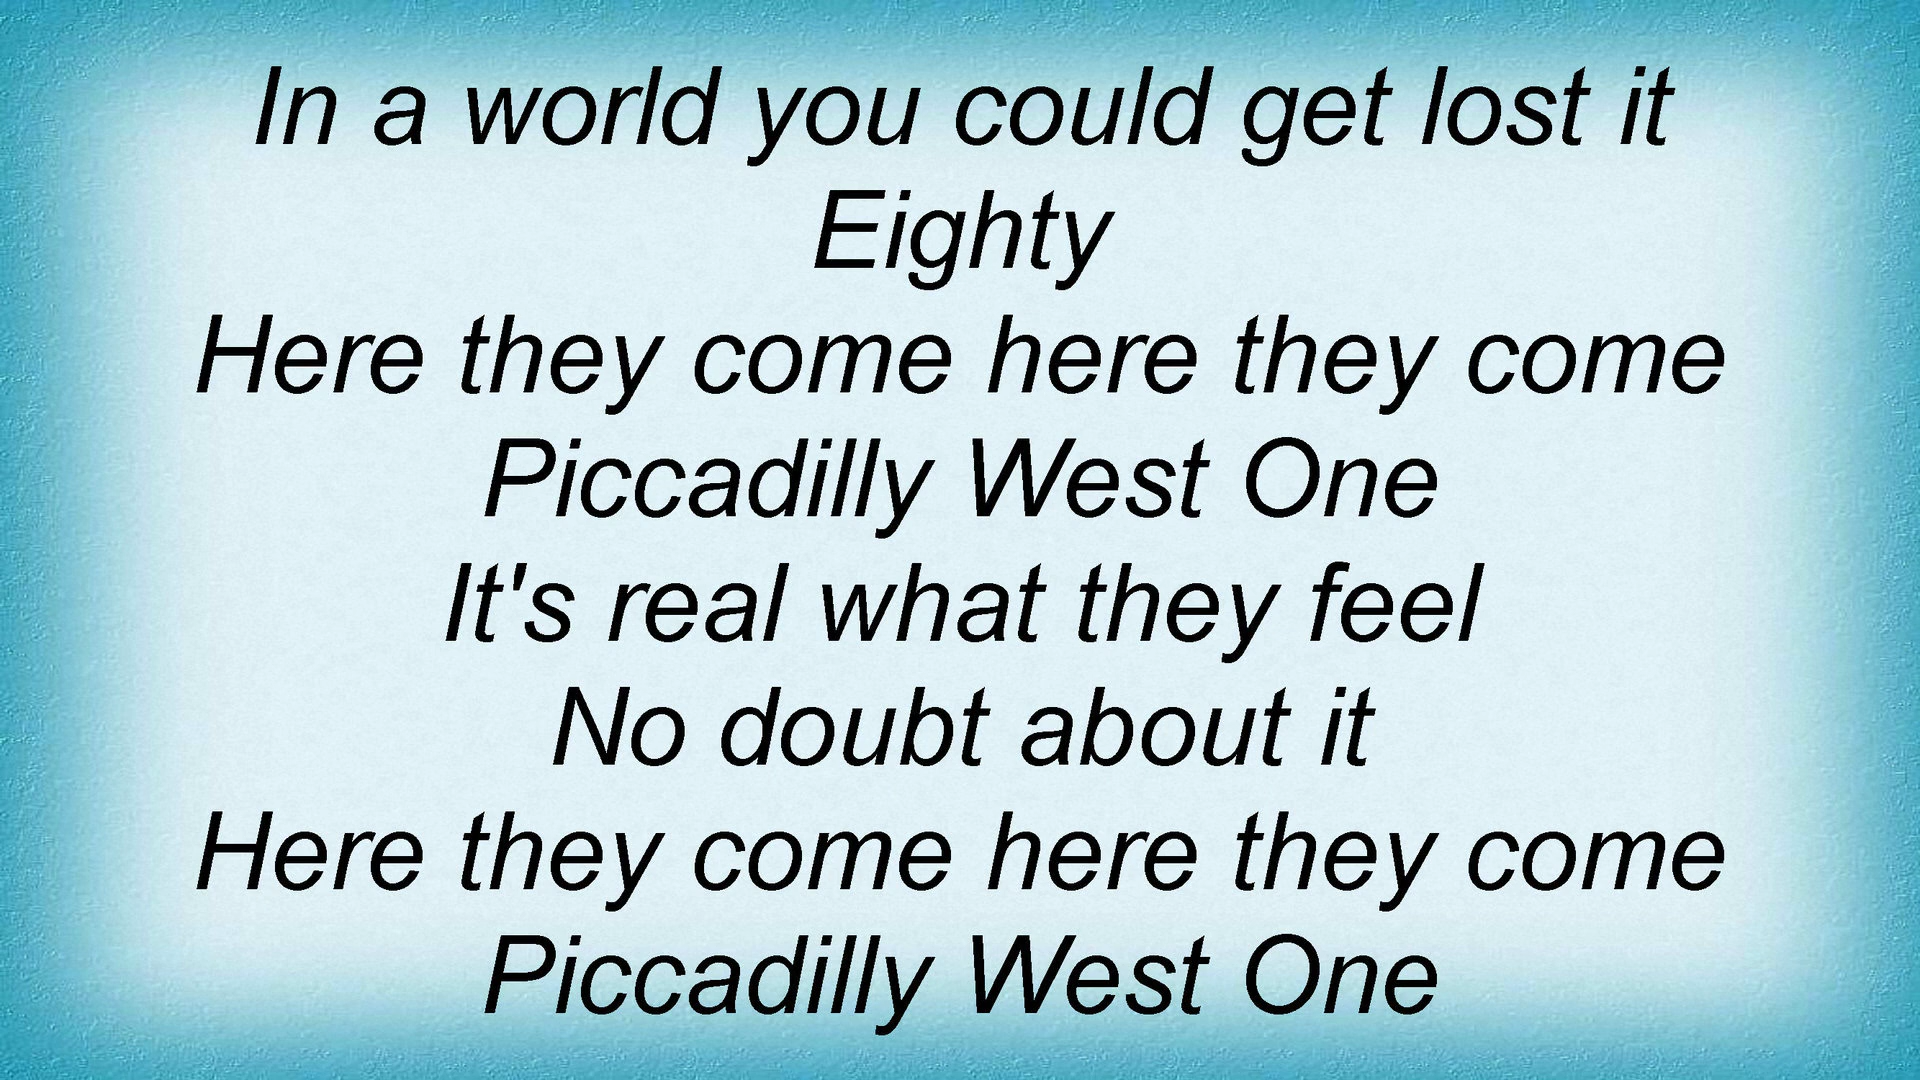 In a world you could get lost it
Eighty
Here they come here they come
Piccadilly West One
It's real what they feel
No doubt about it
Here they come here they come
Piccadilly West One